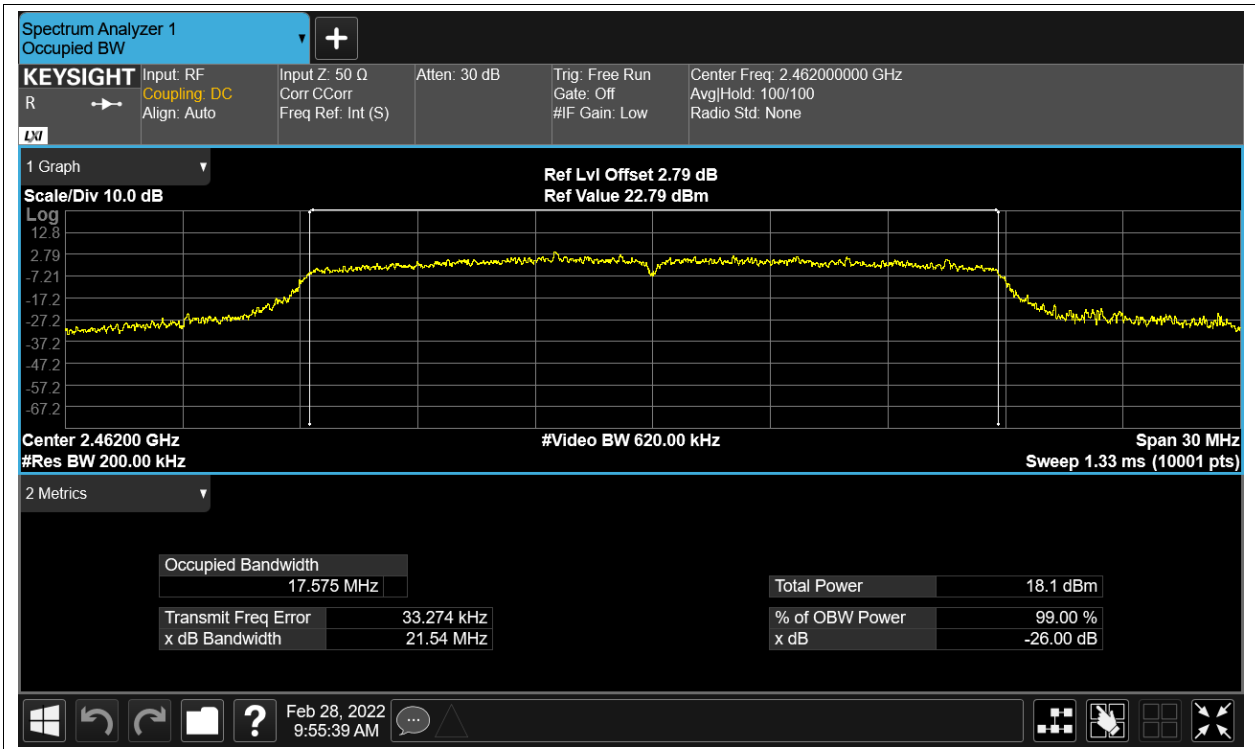 Spectrum Analyzer 1
Occupied BW
KEYSIGHT
R
LXI
Input: RF
Coupling: DC
Align: Auto
Input Z: 50 Ω
Corr CCorr
Freq Ref: Int (S)
Atten: 30 dB
Trig: Free Run
Gate: Off
#IF Gain: Low
Center Freq: 2.462000000 GHz
Avg|Hold: 100/100
Radio Std: None
1 Graph
Scale/Div 10.0 dB
Ref Lvl Offset 2.79 dB
Ref Value 22.79 dBm
Log
12.8
2.79
-7.21
-17.2
-27.2
-37.2
-47.2
-57.2
-67.2
Center 2.46200 GHz
#Video BW 620.00 kHz
Span 30 MHz
#Res BW 200.00 kHz
Sweep 1.33 ms (10001 pts)
2 Metrics
Occupied Bandwidth
17.575 MHz
Total Power 18.1 dBm
Transmit Freq Error 33.274 kHz
% of OBW Power 99.00 %
x dB Bandwidth 21.54 MHz
x dB -26.00 dB
?
Feb 28, 2022
9:55:39 AM